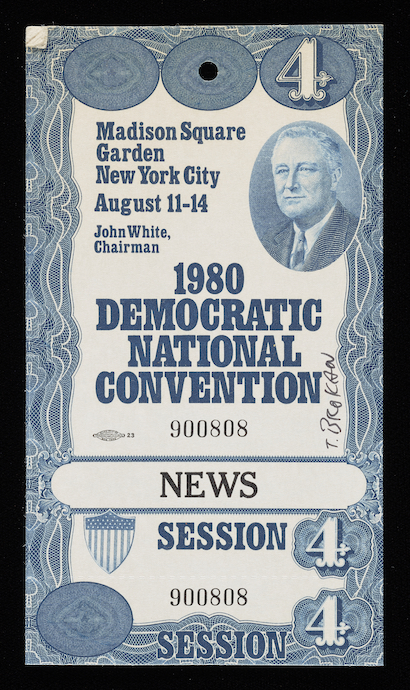 4
Madison Square
Garden
New York City
August 11-14
John White,
Chairman
1980
DEMOCRATIC
NATIONAL
CONVENTION
23
900808
NEWS
SESSION 4
900808
SESSION 4